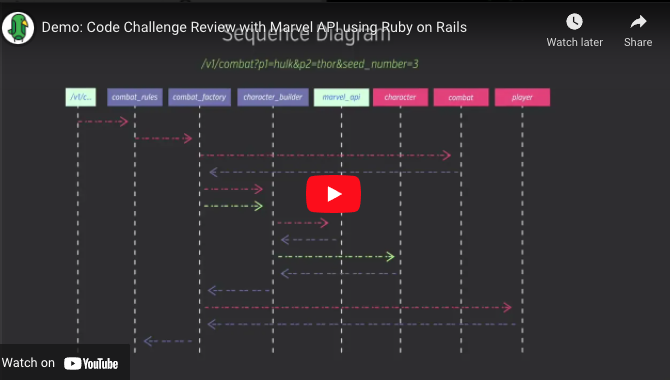 Demo: Code Challenge Review with Marvel API using Ruby on Rails
Watch later
Share
Sequence Diagram
/v1/combat?p1=hulk&p2=thor&seed_number=3
/v1/c...
combat_rules
combat_factory
character_builder
marvel_api
character
combat
player
Watch on YouTube